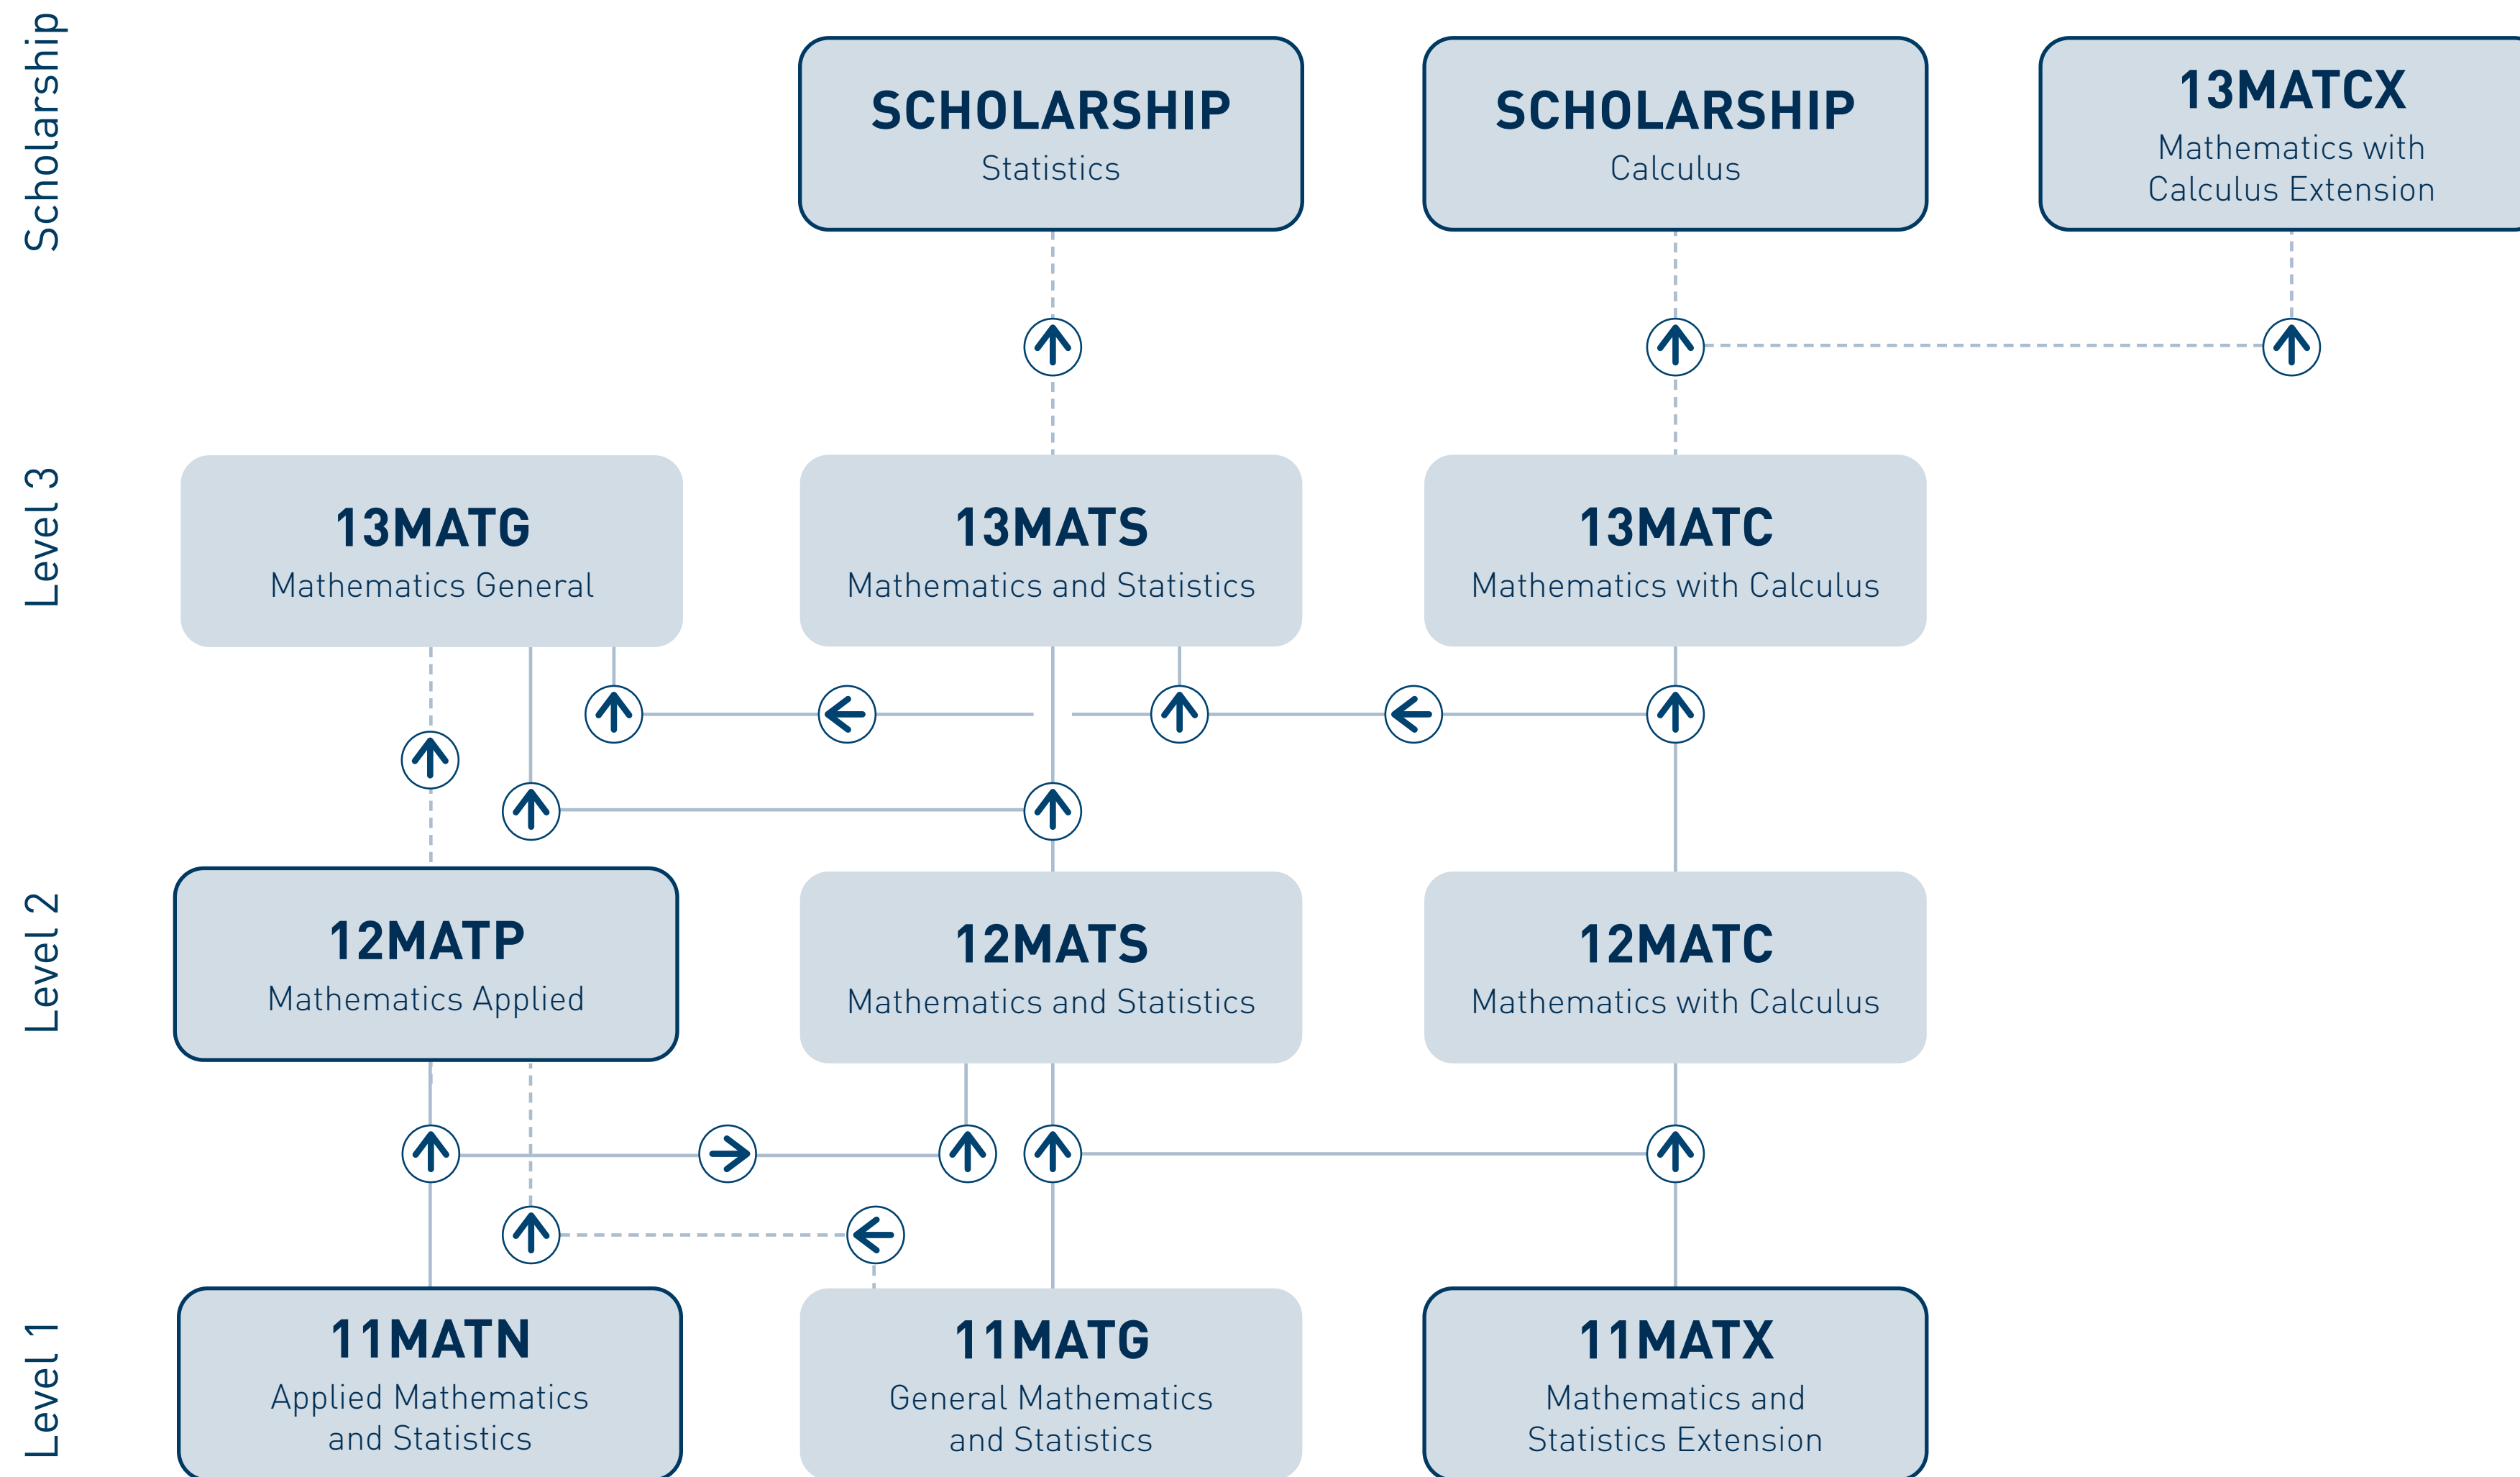 Scholarship
SCHOLARSHIP
Statistics
SCHOLARSHIP
Calculus
13MATCX
Mathematics with
Calculus Extension
Level 3
13MATG
Mathematics General
13MATS
Mathematics and Statistics
13MATC
Mathematics with Calculus
Level 2
12MATP
Mathematics Applied
12MATS
Mathematics and Statistics
12MATC
Mathematics with Calculus
Level 1
11MATN
Applied Mathematics
and Statistics
11MATG
General Mathematics
and Statistics
11MATX
Mathematics and
Statistics Extension